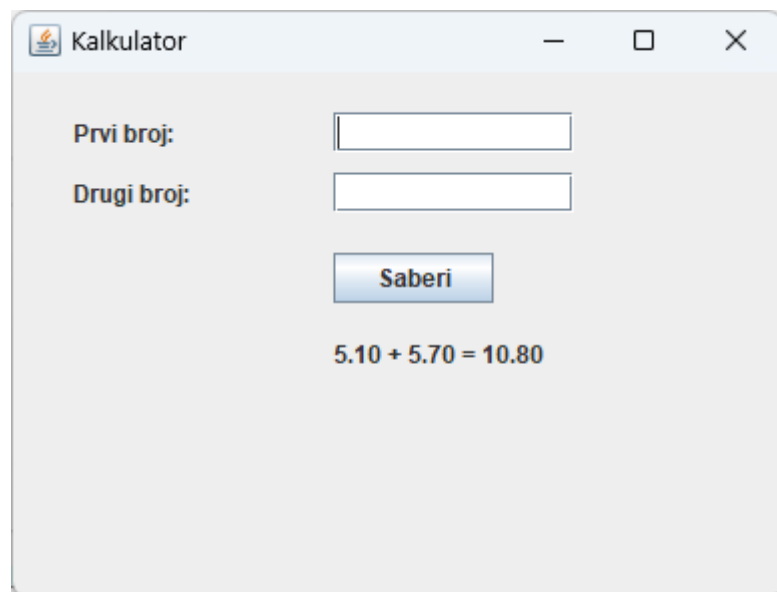 Kalkulator
Prvi broj:
Drugi broj:
Saberi
5.10 + 5.70 = 10.80